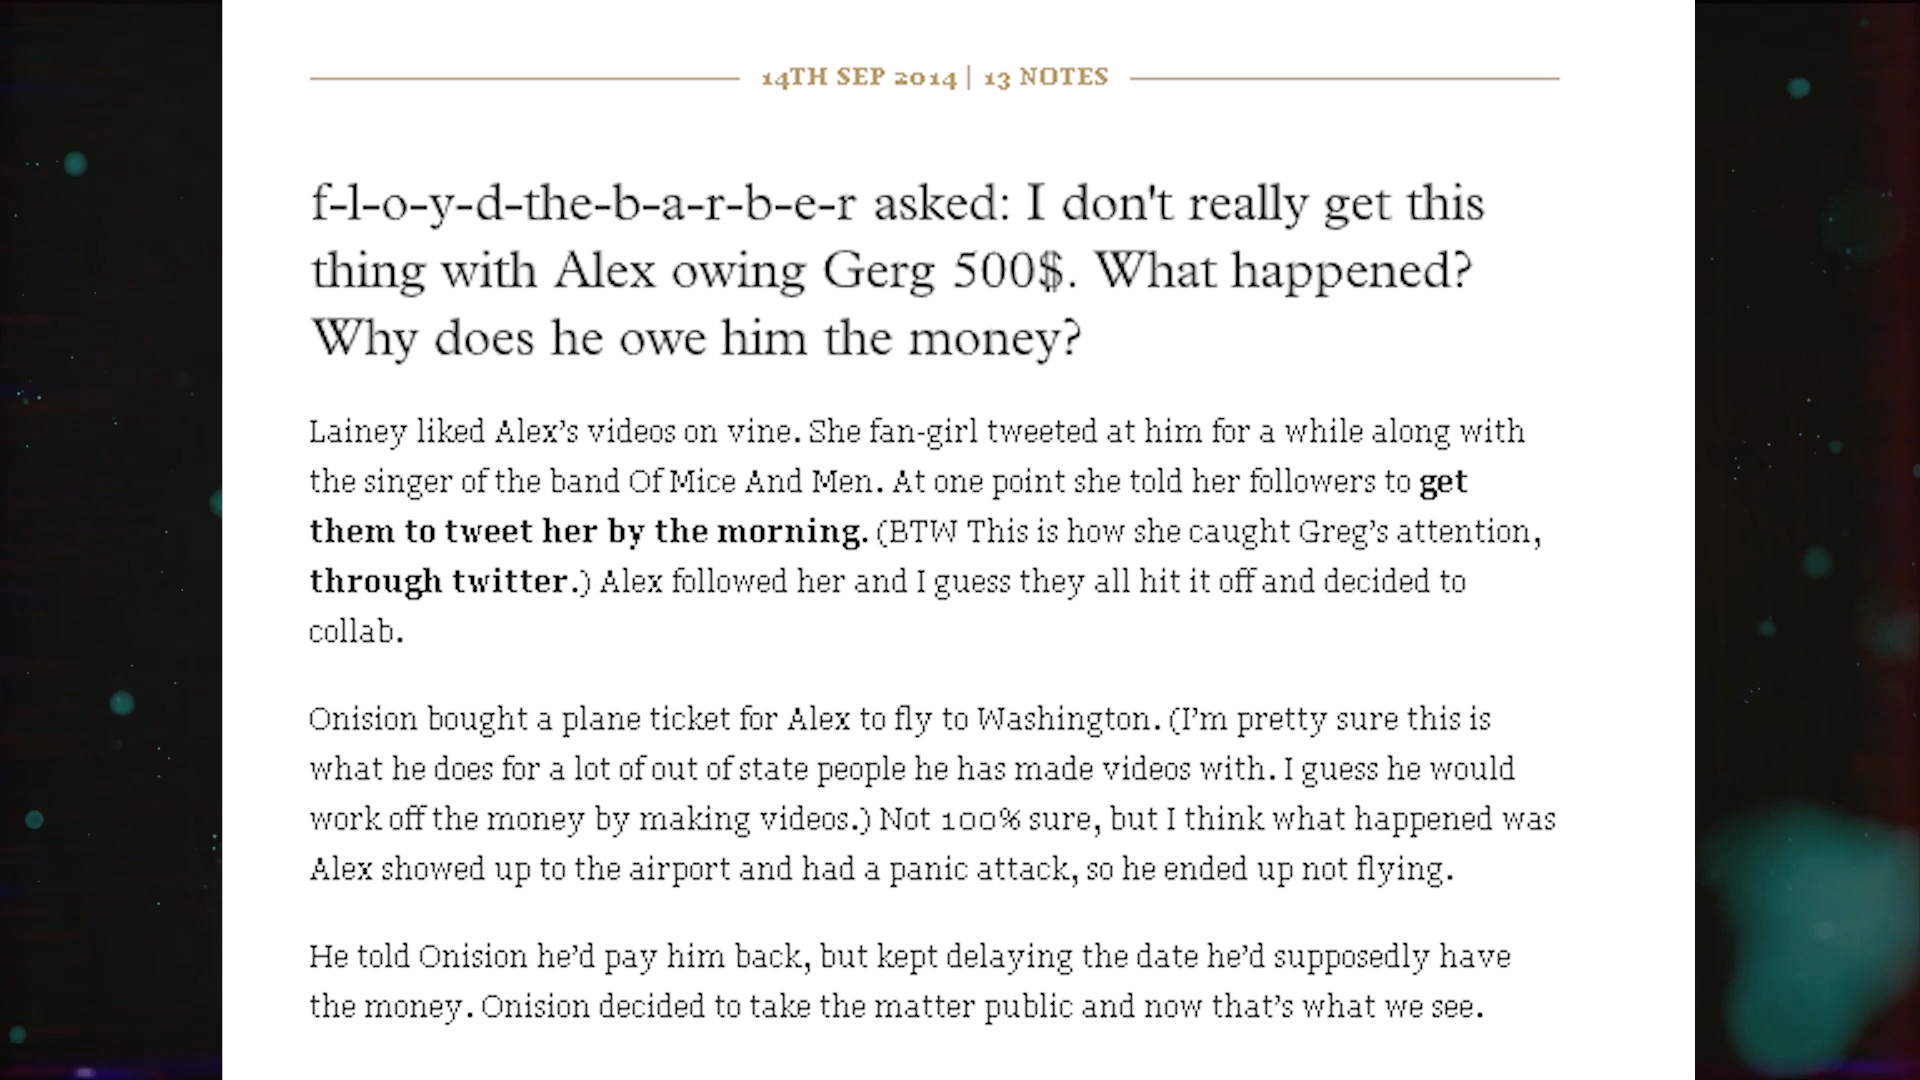 14TH SEP 2014 | 13 NOTES
f-l-o-y-d-the-b-a-r-b-e-r asked: I don't really get this
thing with Alex owing Gerg 500$. What happened?
Why does he owe him the money?
Lainey liked Alex's videos on vine. She fan-girl tweeted at him for a while along with
the singer of the band Of Mice And Men. At one point she told her followers to get
them to tweet her by the morning. (BTW This is how she caught Greg's attention,
through twitter.) Alex followed her and I guess they all hit it off and decided to
collab.
Onision bought a plane ticket for Alex to fly to Washington. (I'm pretty sure this is
what he does for a lot of out of state people he has made videos with. I guess he would
work off the money by making videos.) Not 100% sure, but I think what happened was
Alex showed up to the airport and had a panic attack, so he ended up not flying.
He told Onision he'd pay him back, but kept delaying the date he'd supposedly have
the money. Onision decided to take the matter public and now that's what we see.